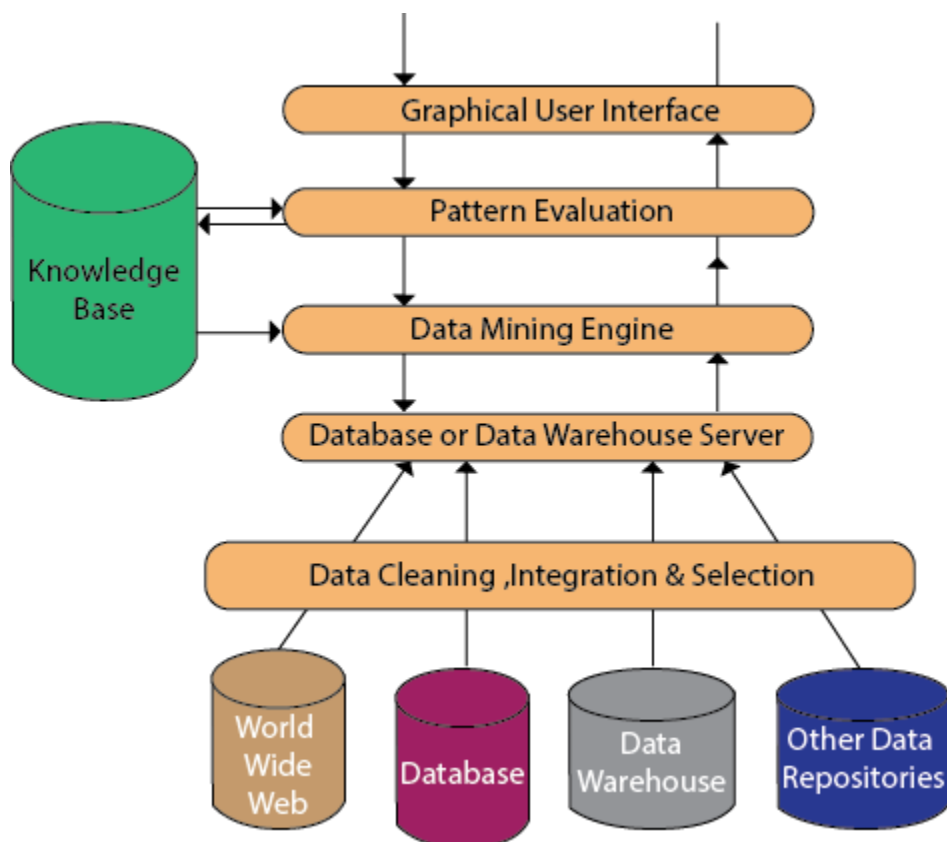 Graphical User Interface
Pattern Evaluation
Knowledge
Base
Data Mining Engine
Database or Data Warehouse Server
Data Cleaning ,Integration & Selection
World
Wide
Web
Database
Data
Warehouse
Other Data
Repositories